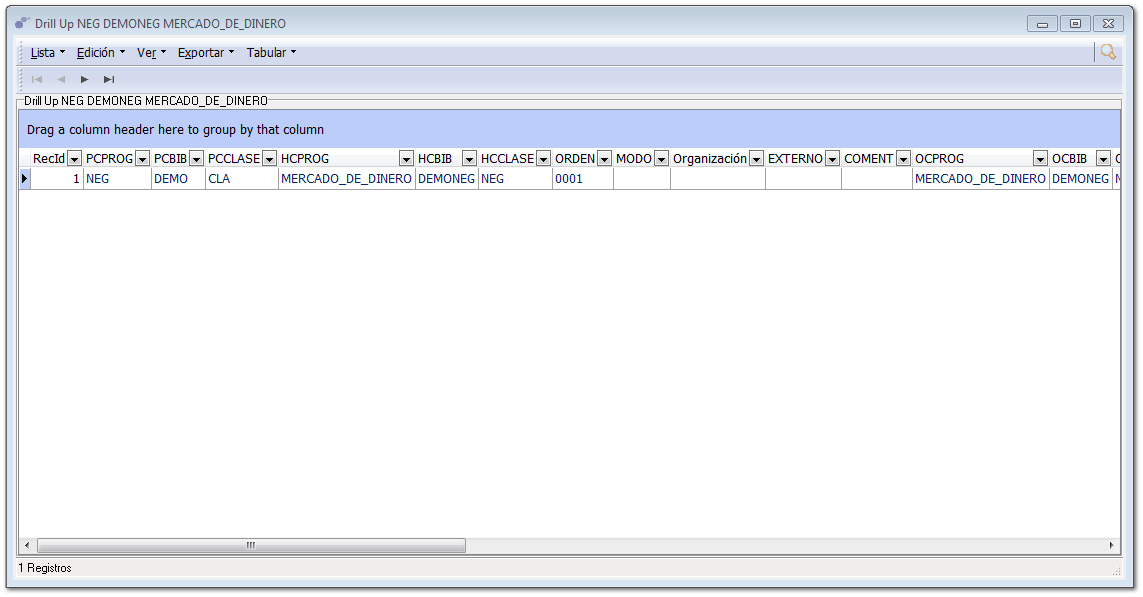 Drill Up NEG DEMONEG MERCADO_DE_DINERO
Lista Edición Ver Exportar Tabular
Drill Up NEG DEMONEG MERCADO_DE_DINERO
Drag a column header here to group by that column
RecId PCPROG PCBIB PCCLASE HCPROG HCBIB HCCLASE ORDEN MODO Organización EXTERNO COMENT OCPROG OCBIB
1 NEG DEMO CLA MERCADO_DE_DINERO DEMONEG NEG 0001 MERCADO_DE_DINERO DEMONEG
1 Registros